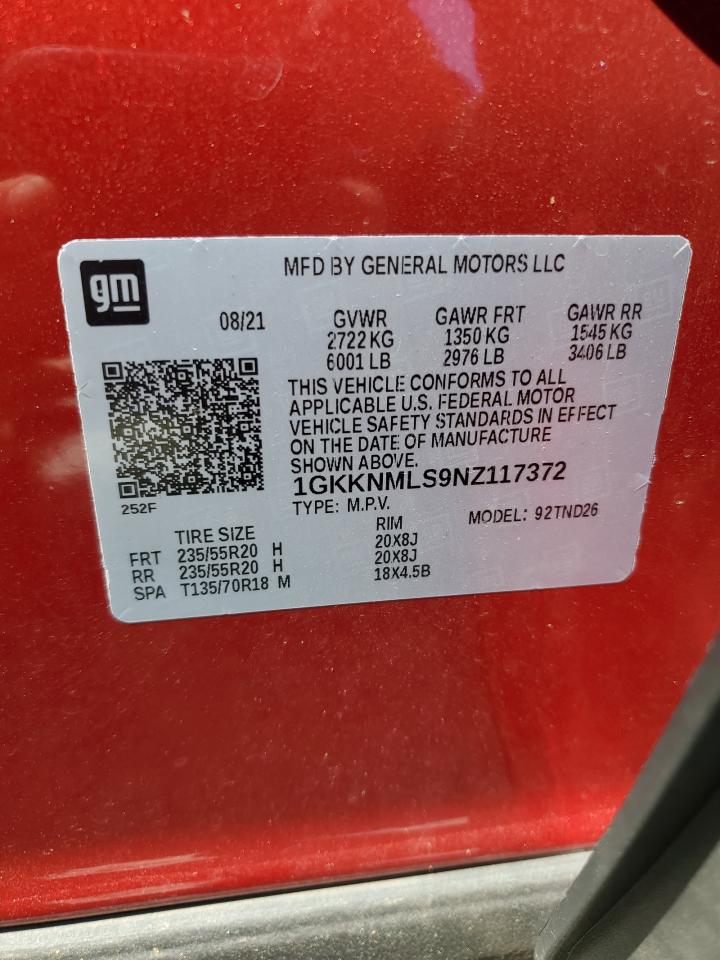 gm
MFD BY GENERAL MOTORS LLC
08/21
GVWR GAWR FRT GAWR RR
2722 KG 1350 KG 1545 KG
6001 LB 2976 LB 3406 LB
THIS VEHICLE CONFORMS TO ALL
APPLICABLE U.S. FEDERAL MOTOR
VEHICLE SAFETY STANDARDS IN EFFECT
ON THE DATE OF MANUFACTURE
SHOWN ABOVE.
1GKKNMLS9NZ117372
252F
TYPE: M.P.V. MODEL: 92TND26
TIRE SIZE RIM
FRT 235/55R20 H 20X8J
RR 235/55R20 H 20X8J
SPA T135/70R18 M 18X4.5B